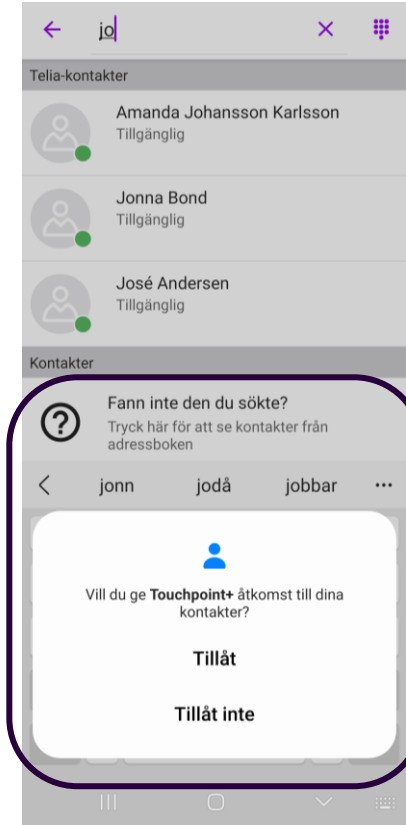 jo
Telia-kontakter
Amanda Johansson Karlsson
Tillgänglig
Jonna Bond
Tillgänglig
José Andersen
Tillgänglig
Kontakter
Fann inte den du sökte?
Tryck här för att se kontakter från
adressboken
jonn jodå jobbar ...
Vill du ge Touchpoint+ åtkomst till dina
kontakter?
Tillåt
Tillåt inte